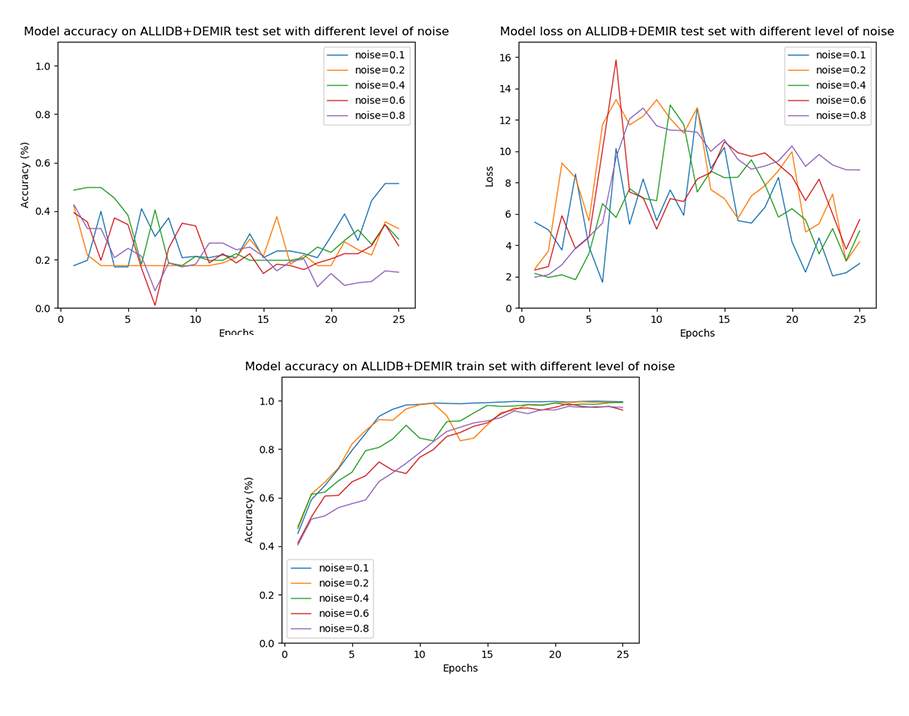 Model accuracy on ALLIDB+DEMIR test set with different level of noise
Accuracy (%)
1.0
0.8
0.6
0.4
0.2
0.0
0 5 10 15 20 25
Epochs
noise=0.1
noise=0.2
noise=0.4
noise=0.6
noise=0.8
Model loss on ALLIDB+DEMIR test set with different level of noise
Loss
16
14
12
10
8
6
4
2
0
0 5 10 15 20 25
Epochs
noise=0.1
noise=0.2
noise=0.4
noise=0.6
noise=0.8
Model accuracy on ALLIDB+DEMIR train set with different level of noise
Accuracy (%)
1.0
0.8
0.6
0.4
0.2
0.0
noise=0.1
noise=0.2
noise=0.4
noise=0.6
noise=0.8
0 5 10 15 20 25
Epochs